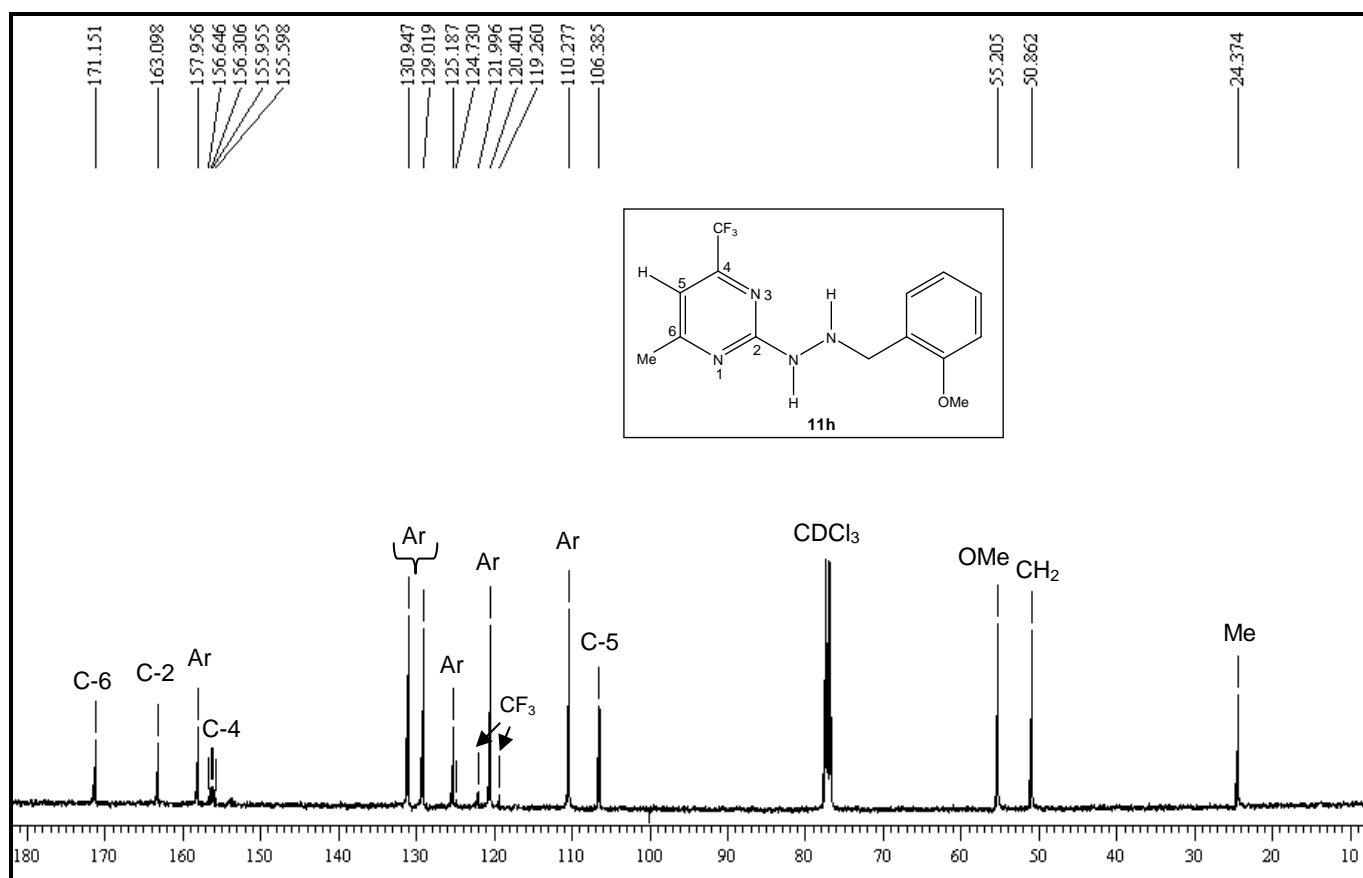 171.151
163.098
157.956
156.646
156.306
155.955
155.598
130.947
129.019
125.187
124.730
121.996
120.401
119.260
110.277
106.385
55.205
50.862
24.374
CF3
4
H
5
N 3
H
6
2
N
Me
N
1
N
H
OMe
11h
Ar
Ar
Ar
CDCl3
OMe
CH2
C-5
Me
Ar
Ar
C-6
C-2
CF3
C-4
180 170 160 150 140 130 120 110 100 90 80 70 60 50 40 30 20 10